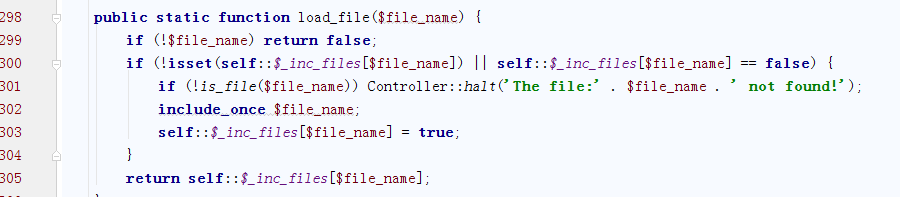 298 public static function load_file($file_name) {
299 if (!$file_name) return false;
300 if (!isset(self::$_inc_files[$file_name]) || self::$_inc_files[$file_name] == false) {
301 if (!is_file($file_name)) Controller::halt('The file:' . $file_name . ' not found!');
302 include_once $file_name;
303 self::$_inc_files[$file_name] = true;
304 }
305 return self::$_inc_files[$file_name];